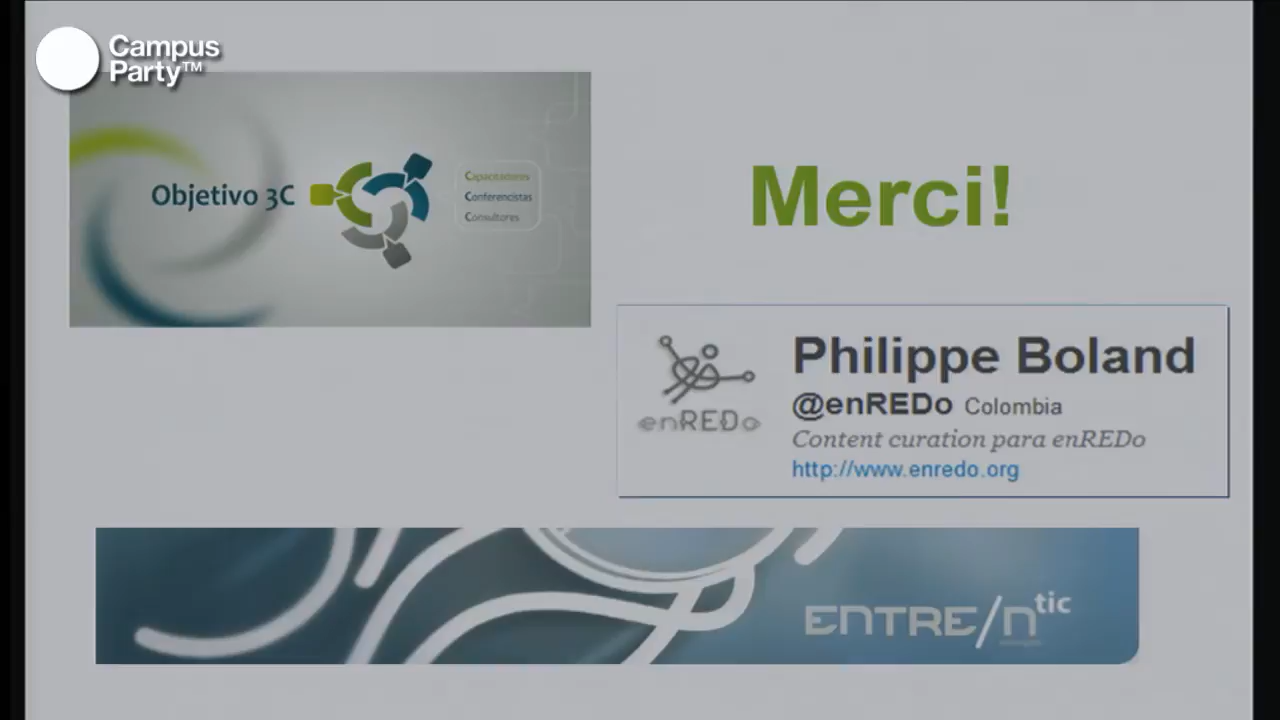 Campus
Party™
Objetivo 3C
Capacitadores
Conferencistas
Consultores
Merci!
enREDo
Philippe Boland
@enREDo Colombia
Content curation para enREDo
http://www.enredo.org
ENTRE/n tic